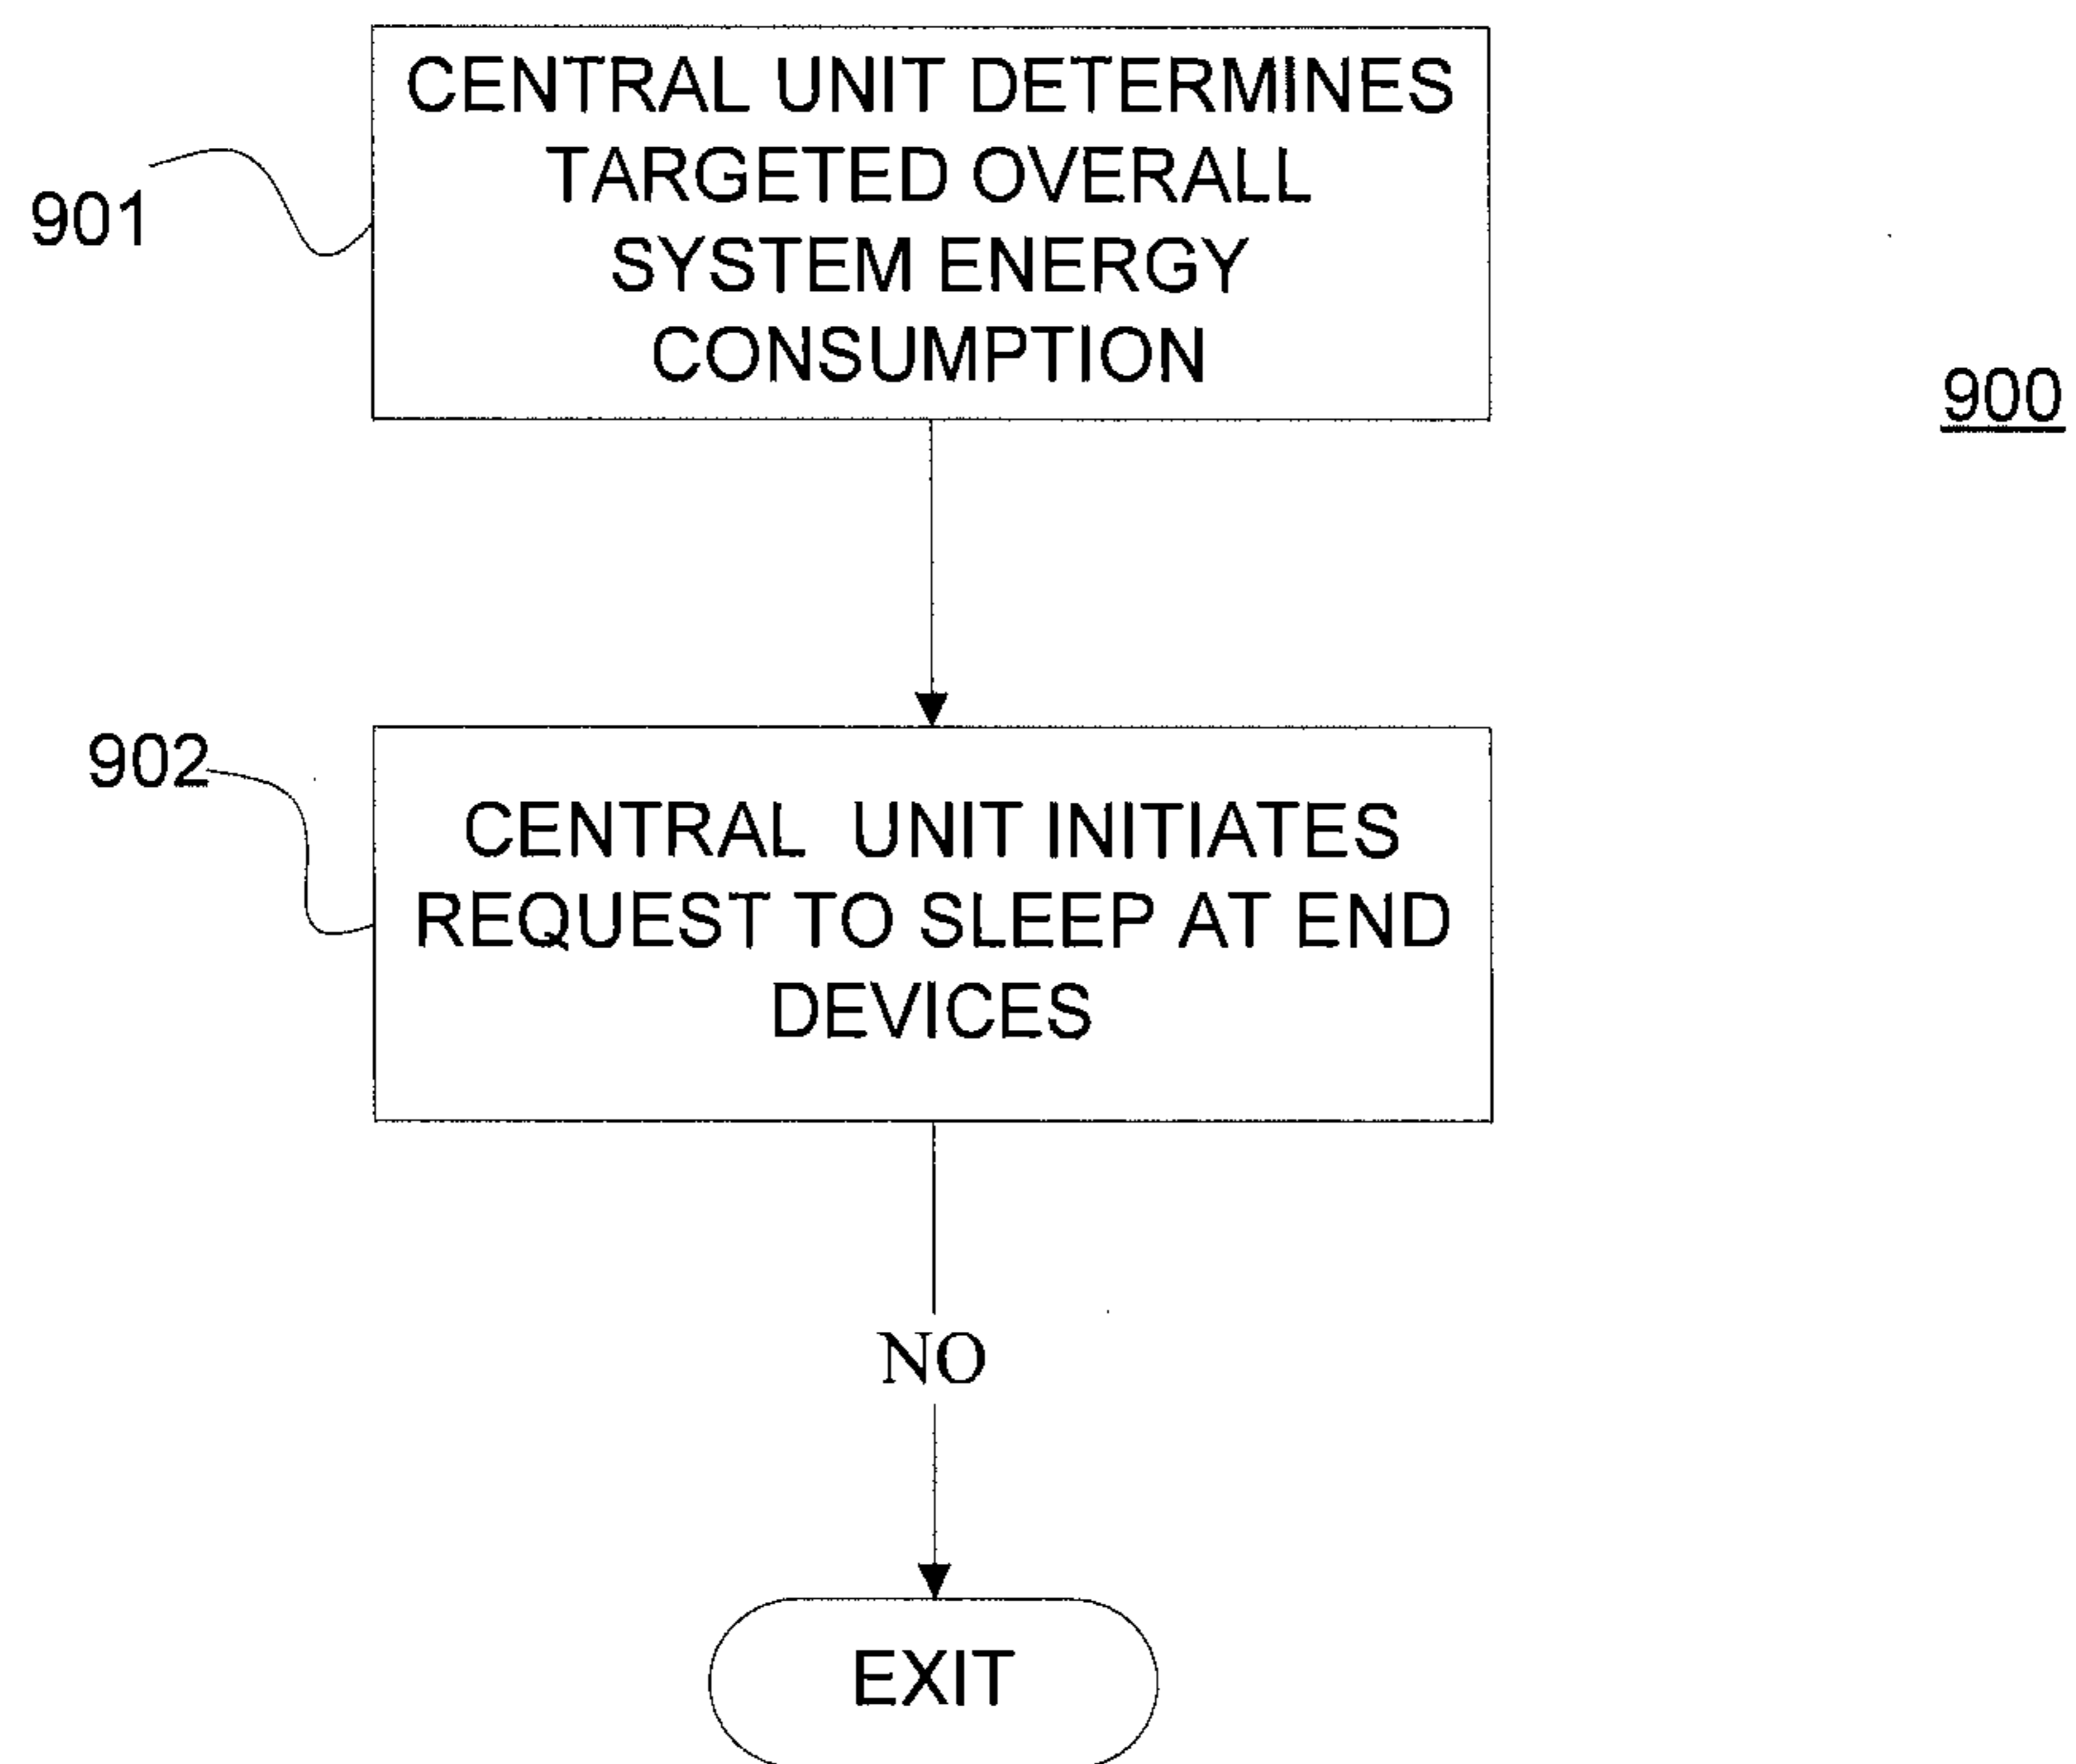 CENTRAL UNIT DETERMINES
TARGETED OVERALL
SYSTEM ENERGY
CONSUMPTION
901
900
902
CENTRAL UNIT INITIATES
REQUEST TO SLEEP AT END
DEVICES
NO
EXIT